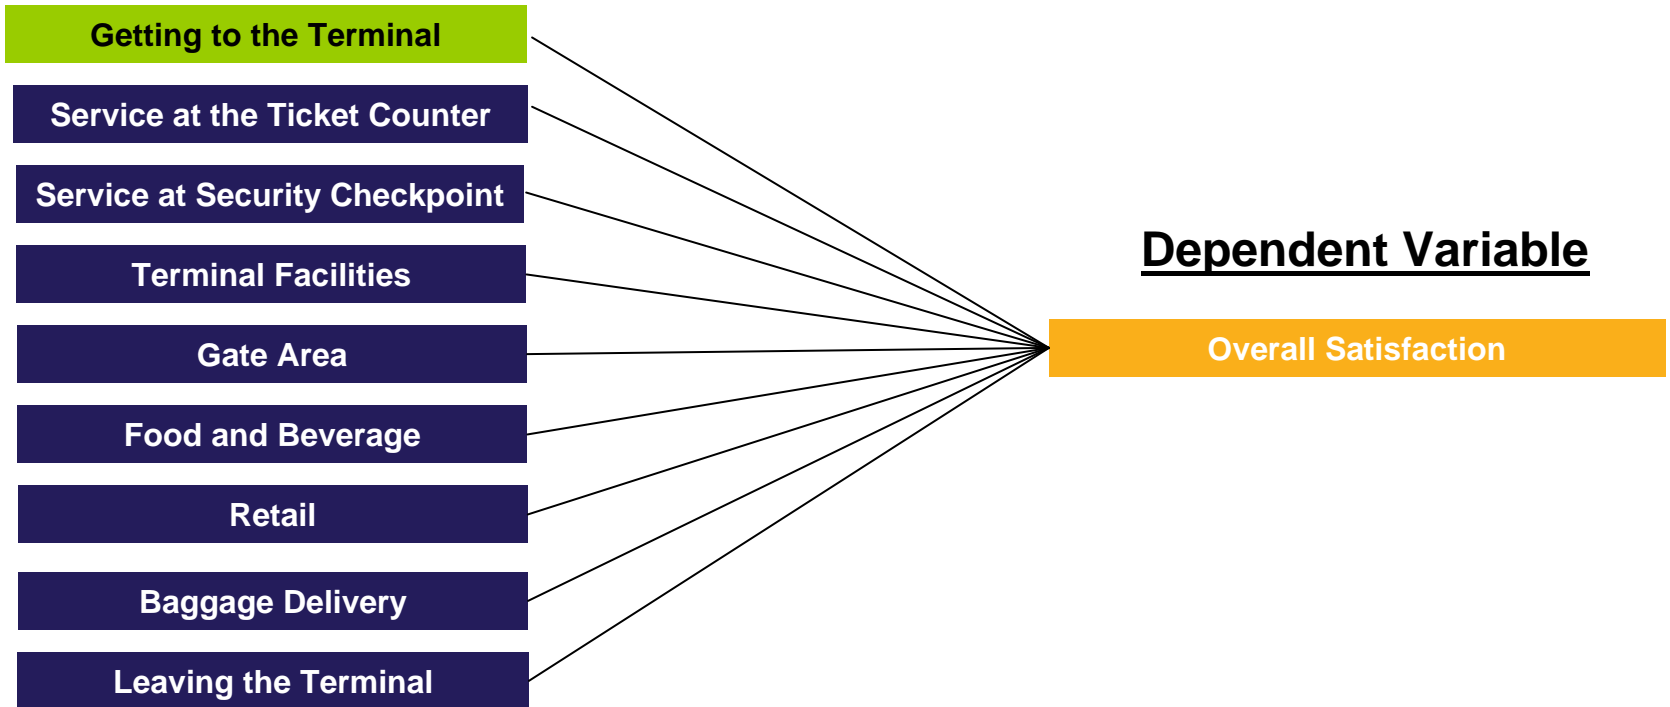 Getting to the Terminal
Service at the Ticket Counter
Service at Security Checkpoint
Terminal Facilities
Gate Area
Food and Beverage
Retail
Baggage Delivery
Leaving the Terminal
Dependent Variable
Overall Satisfaction